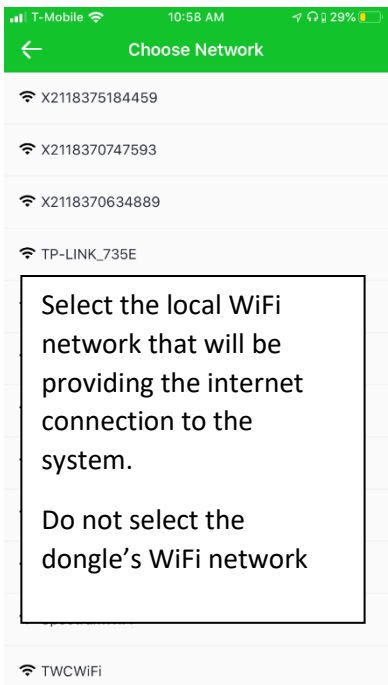 T-Mobile 10:58 AM 29%
Choose Network
X2118375184459
X2118370747593
X2118370634889
TP-LINK_735E
Select the local WiFi
network that will be
providing the internet
connection to the
system.
Do not select the
dongle’s WiFi network
TWCWiFi